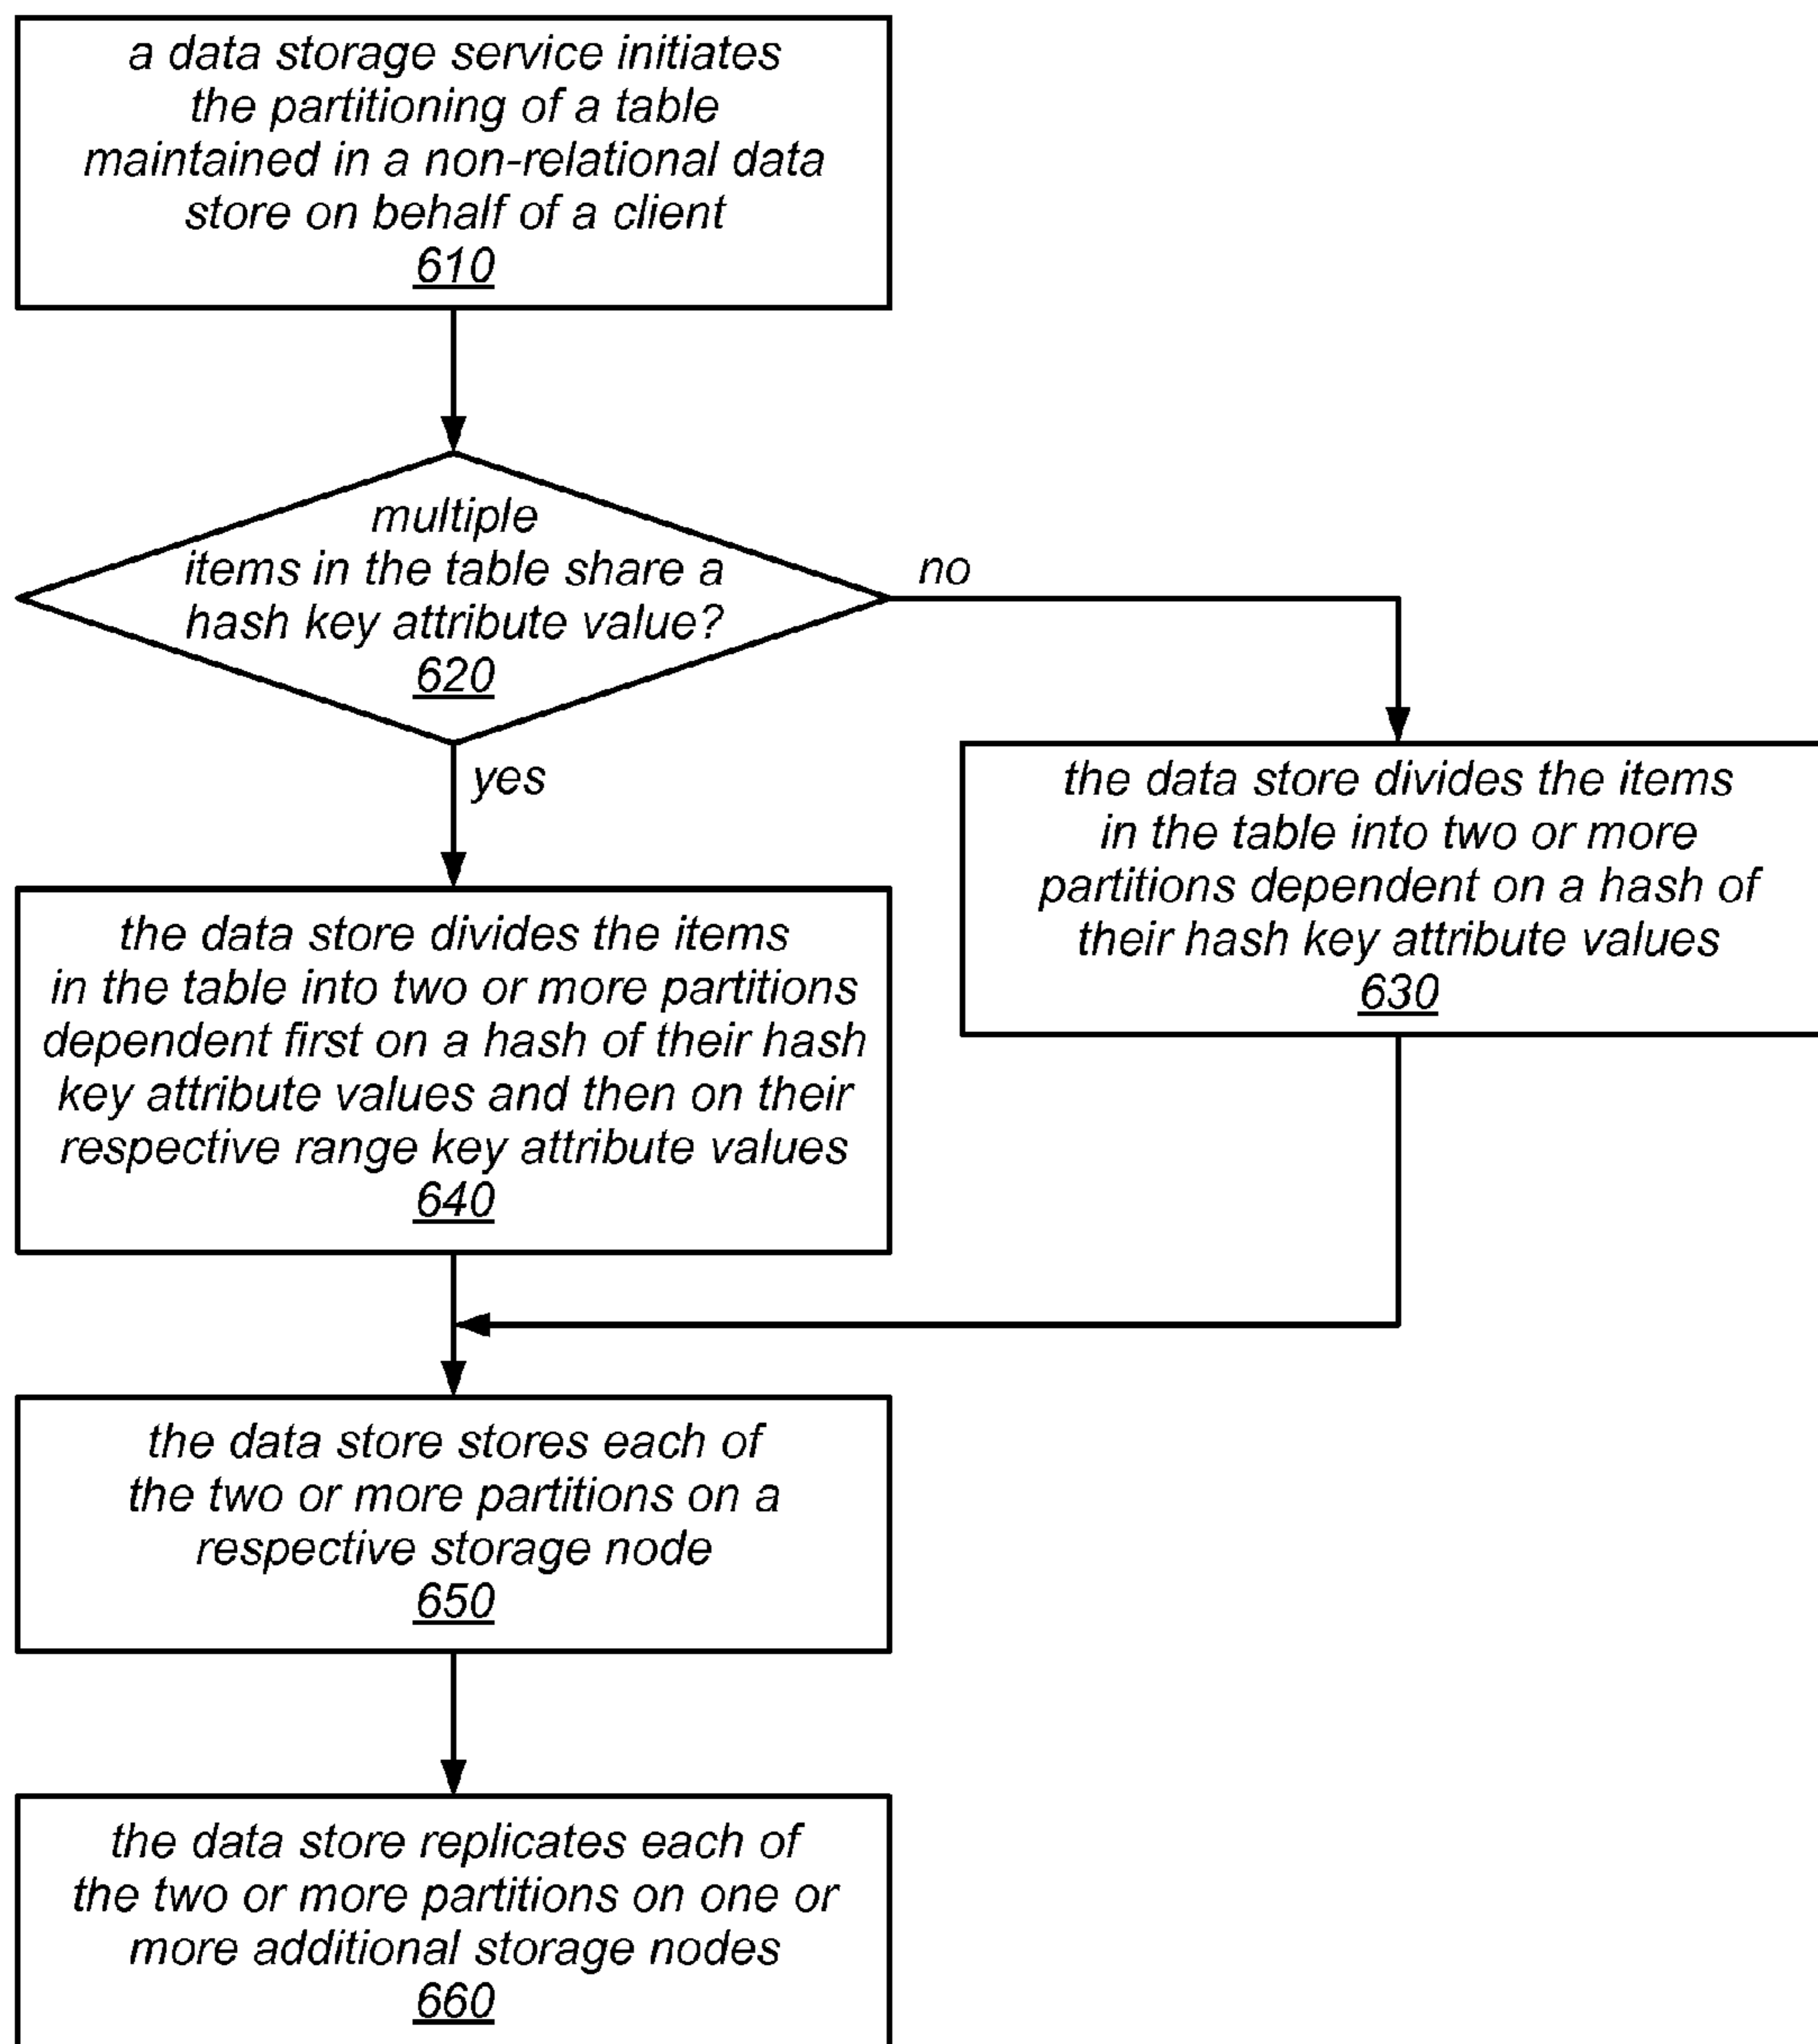 a data storage service initiates
the partitioning of a table
maintained in a non-relational data
store on behalf of a client
610
multiple
items in the table share a
hash key attribute value?
620
no
yes
the data store divides the items
in the table into two or more
partitions dependent on a hash of
their hash key attribute values
630
the data store divides the items
in the table into two or more partitions
dependent first on a hash of their hash
key attribute values and then on their
respective range key attribute values
640
the data store stores each of
the two or more partitions on a
respective storage node
650
the data store replicates each of
the two or more partitions on one or
more additional storage nodes
660